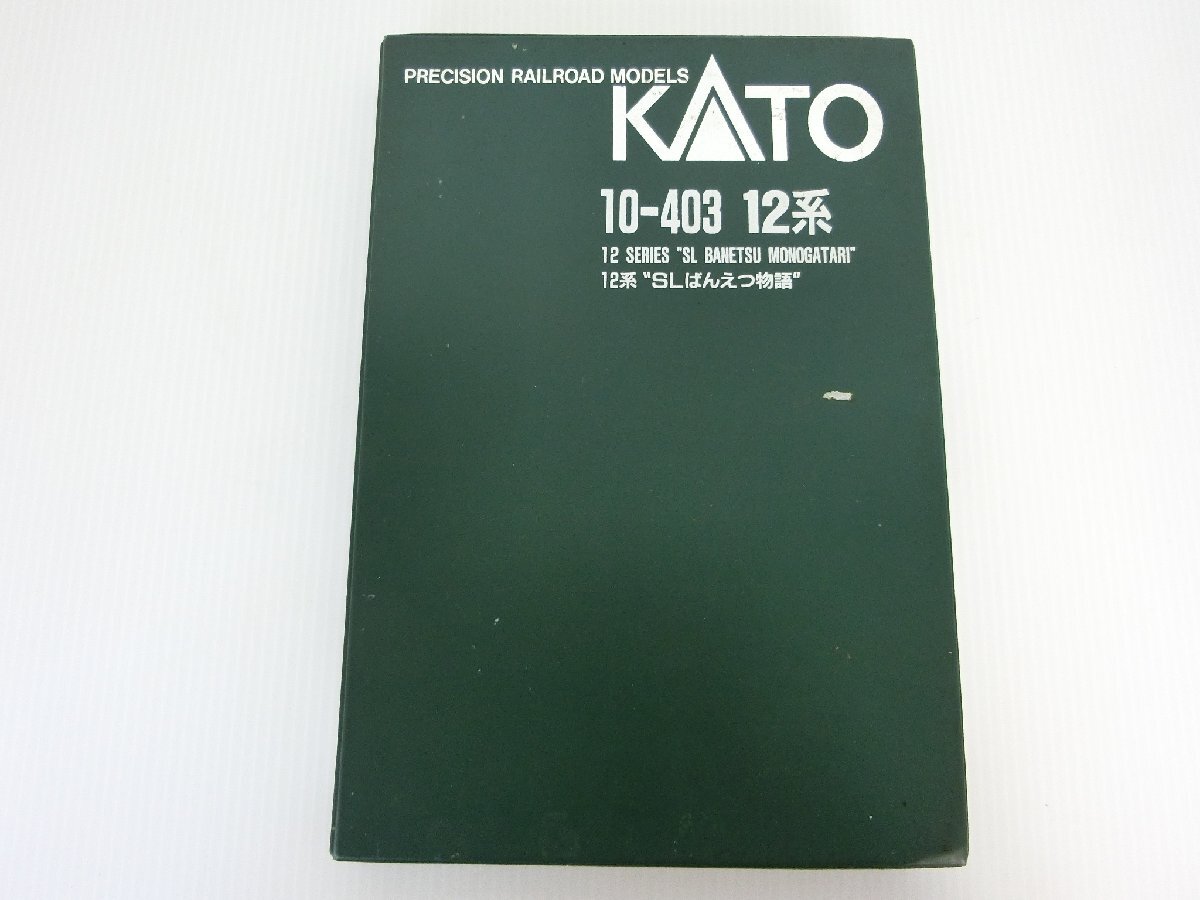 PRECISION RAILROAD MODELS
KATO
10-403 12系
12 SERIES "SL BANETSU MONOGATARI"
12系 "SLばんえつ物語"